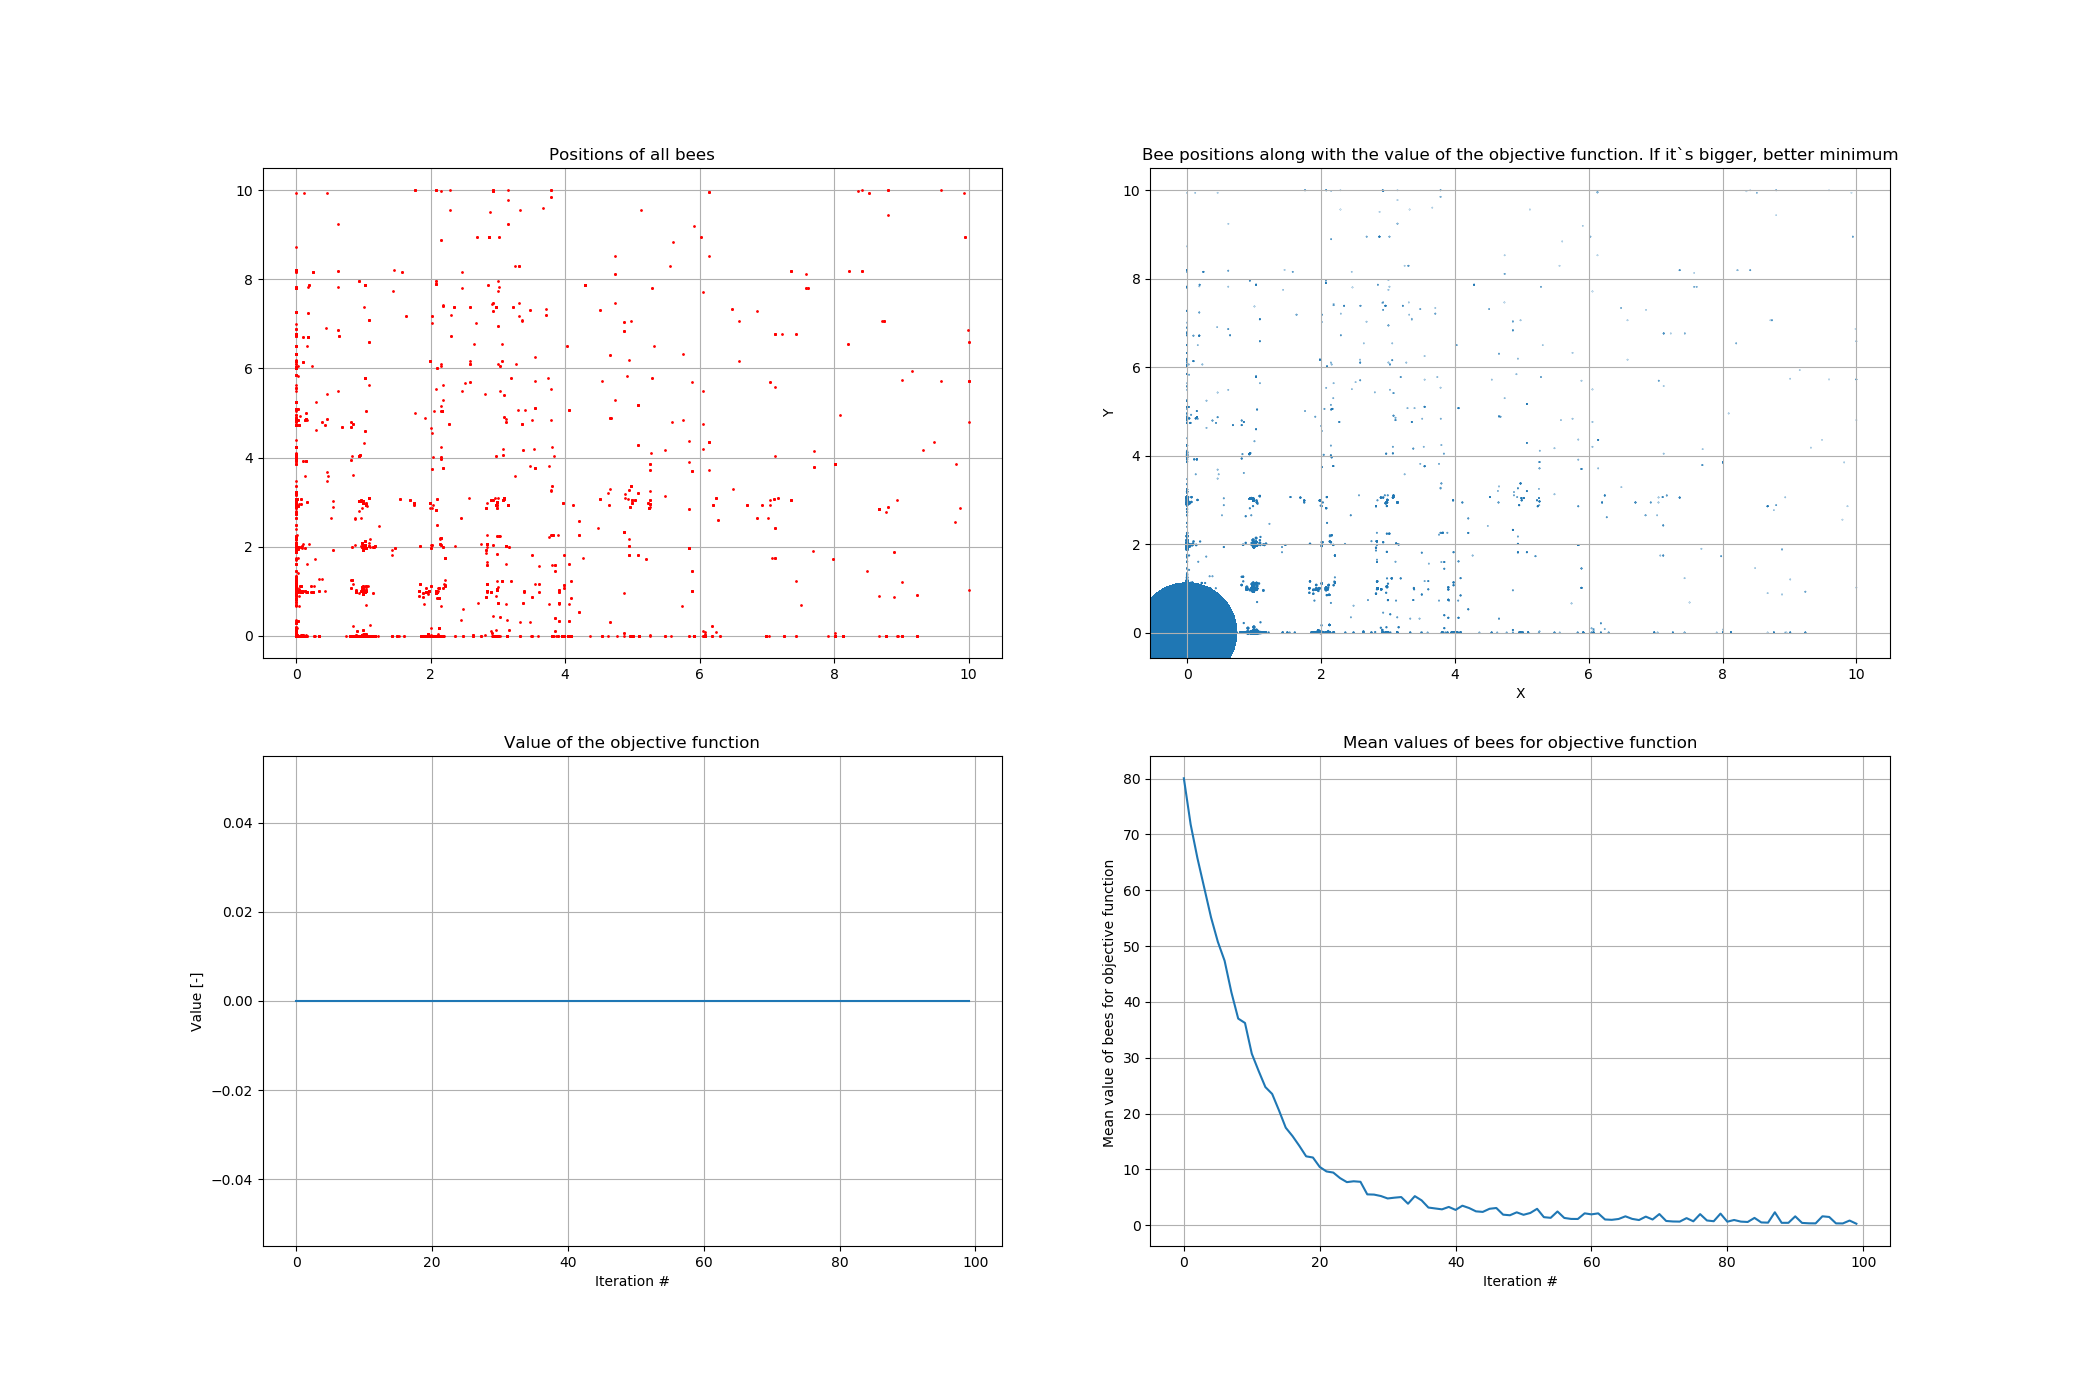 Positions of all bees
10
8
6
4
2
0
0 2 4 6 8 10
Bee positions along with the value of the objective function. If it`s bigger, better minimum
Y
10
8
6
4
2
0
0 2 4 6 8 10
X
Value of the objective function
Value [-]
0.04
0.02
0.00
−0.02
−0.04
0 20 40 60 80 100
Iteration #
Mean values of bees for objective function
Mean value of bees for objective function
80
70
60
50
40
30
20
10
0
0 20 40 60 80 100
Iteration #